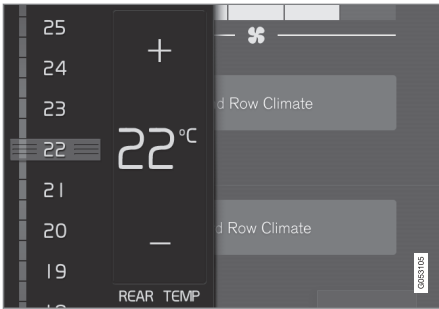 25
24
23
22
21
20
19
+
22°C
–
REAR TEMP
d Row Climate
d Row Climate
G053105